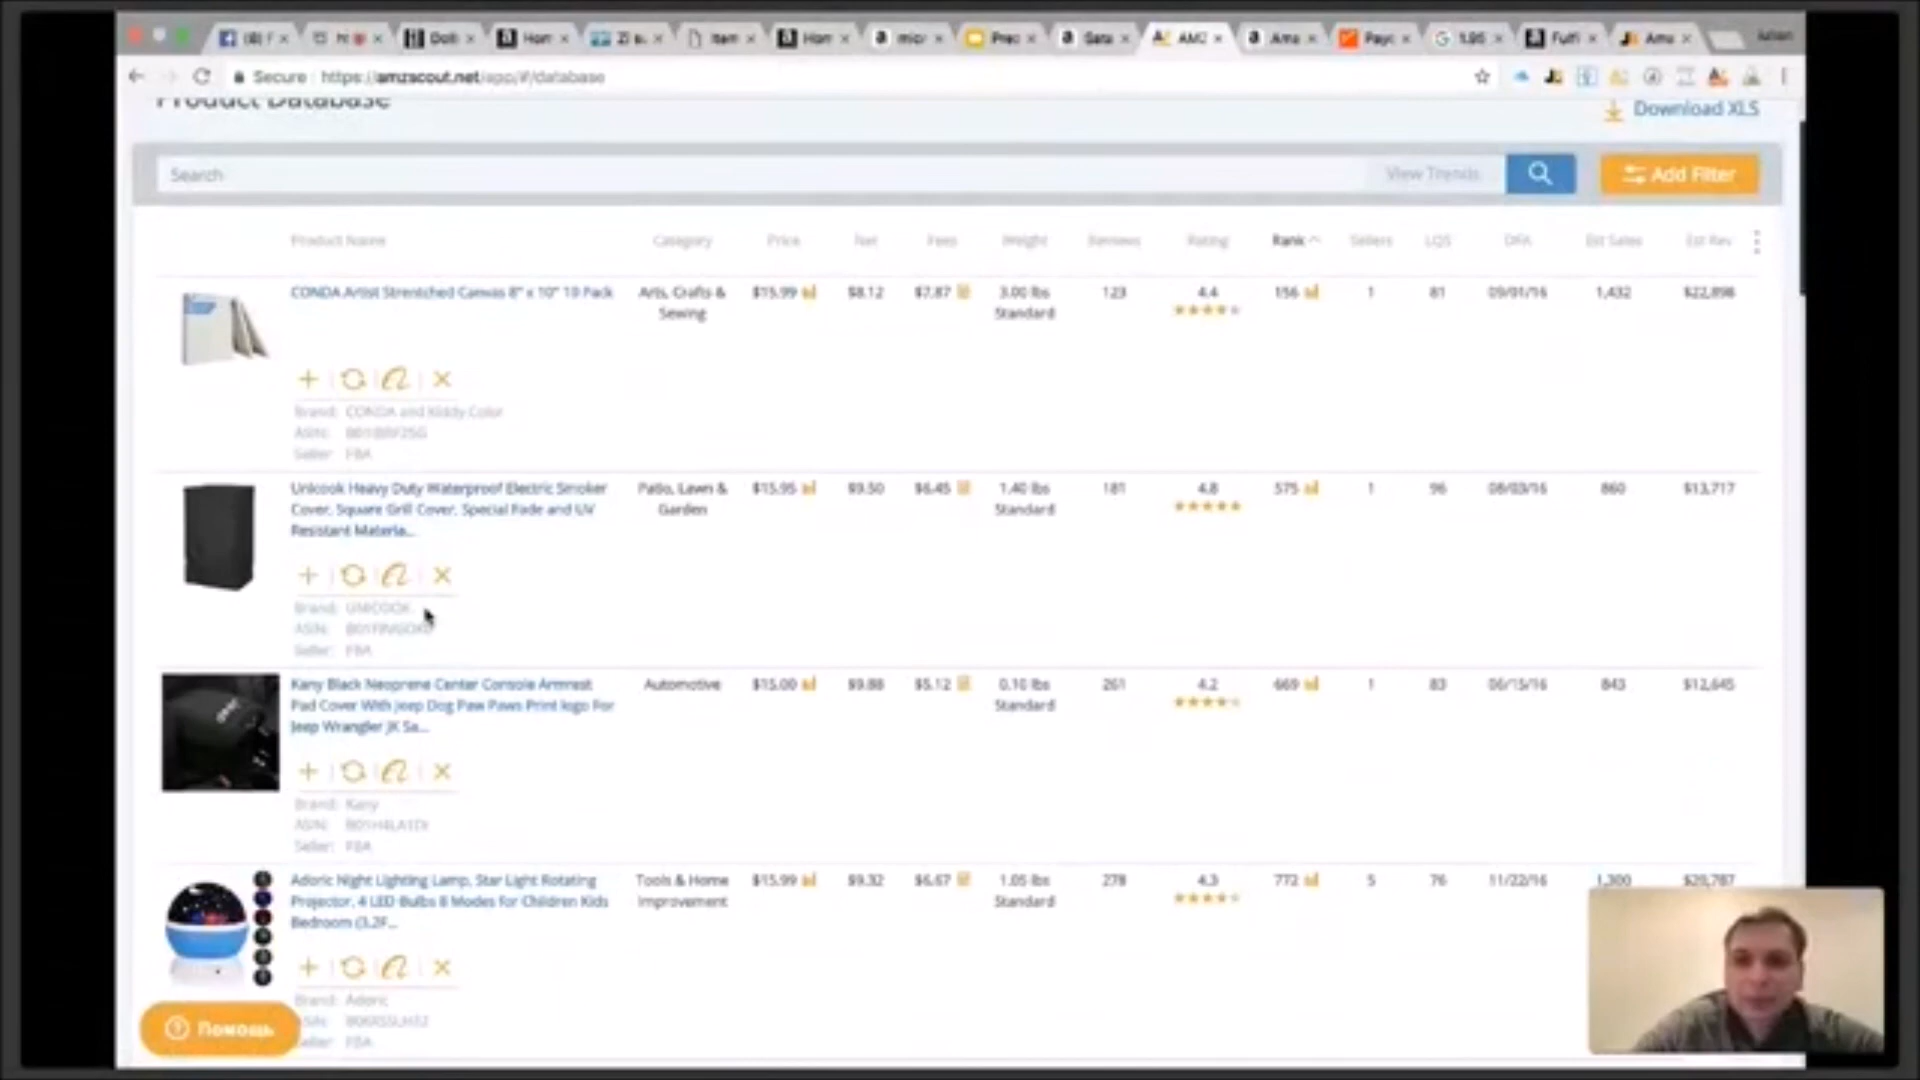 Secure https://amzscout.net/app/#/database
Product Database
Download XLS
Search
View Trends
Add Filter
Product Name Category Price Net Fees Weight Reviews Rating Rank Sellers LQS DFA Est Sales Est Rev
CONDA Artist Strentched Canvas 8" x 10" 10 Pack
Arts, Crafts &
Sewing
$15.99 $8.12 $7.87 3.00 lbs
Standard
123 4.4 156 1 81 09/01/16 1,432 $22,898
Brand: CONDA and Kiddy Color
ASIN:
Seller: FBA
Unicook Heavy Duty Waterproof Electric Smoker
Cover, Square Grill Cover, Special Fade and UV
Resistant Materia...
Patio, Lawn &
Garden
$15.95 $9.50 $6.45 1.40 lbs
Standard
181 4.8 575 1 96 08/03/16 860 $13,717
Brand: UNICOOK
ASIN:
Seller: FBA
Kany Black Neoprene Center Console Armrest
Pad Cover With Jeep Dog Paw Paws Print logo For
Jeep Wrangler JK Sa...
Automotive
$15.00 $9.88 $5.12 0.10 lbs
Standard
261 4.2 669 1 83 06/15/16 843 $12,645
Brand: Kany
ASIN:
Seller: FBA
Adoric Night Lighting Lamp, Star Light Rotating
Projector, 4 LED Bulbs 8 Modes for Children Kids
Bedroom (3.2F...
Tools & Home
Improvement
$15.99 $9.32 $6.67 1.05 lbs
Standard
278 4.3 772 5 76 11/22/16 1,300 $20,787
Brand: Adoric
Seller: FBA
Помощь